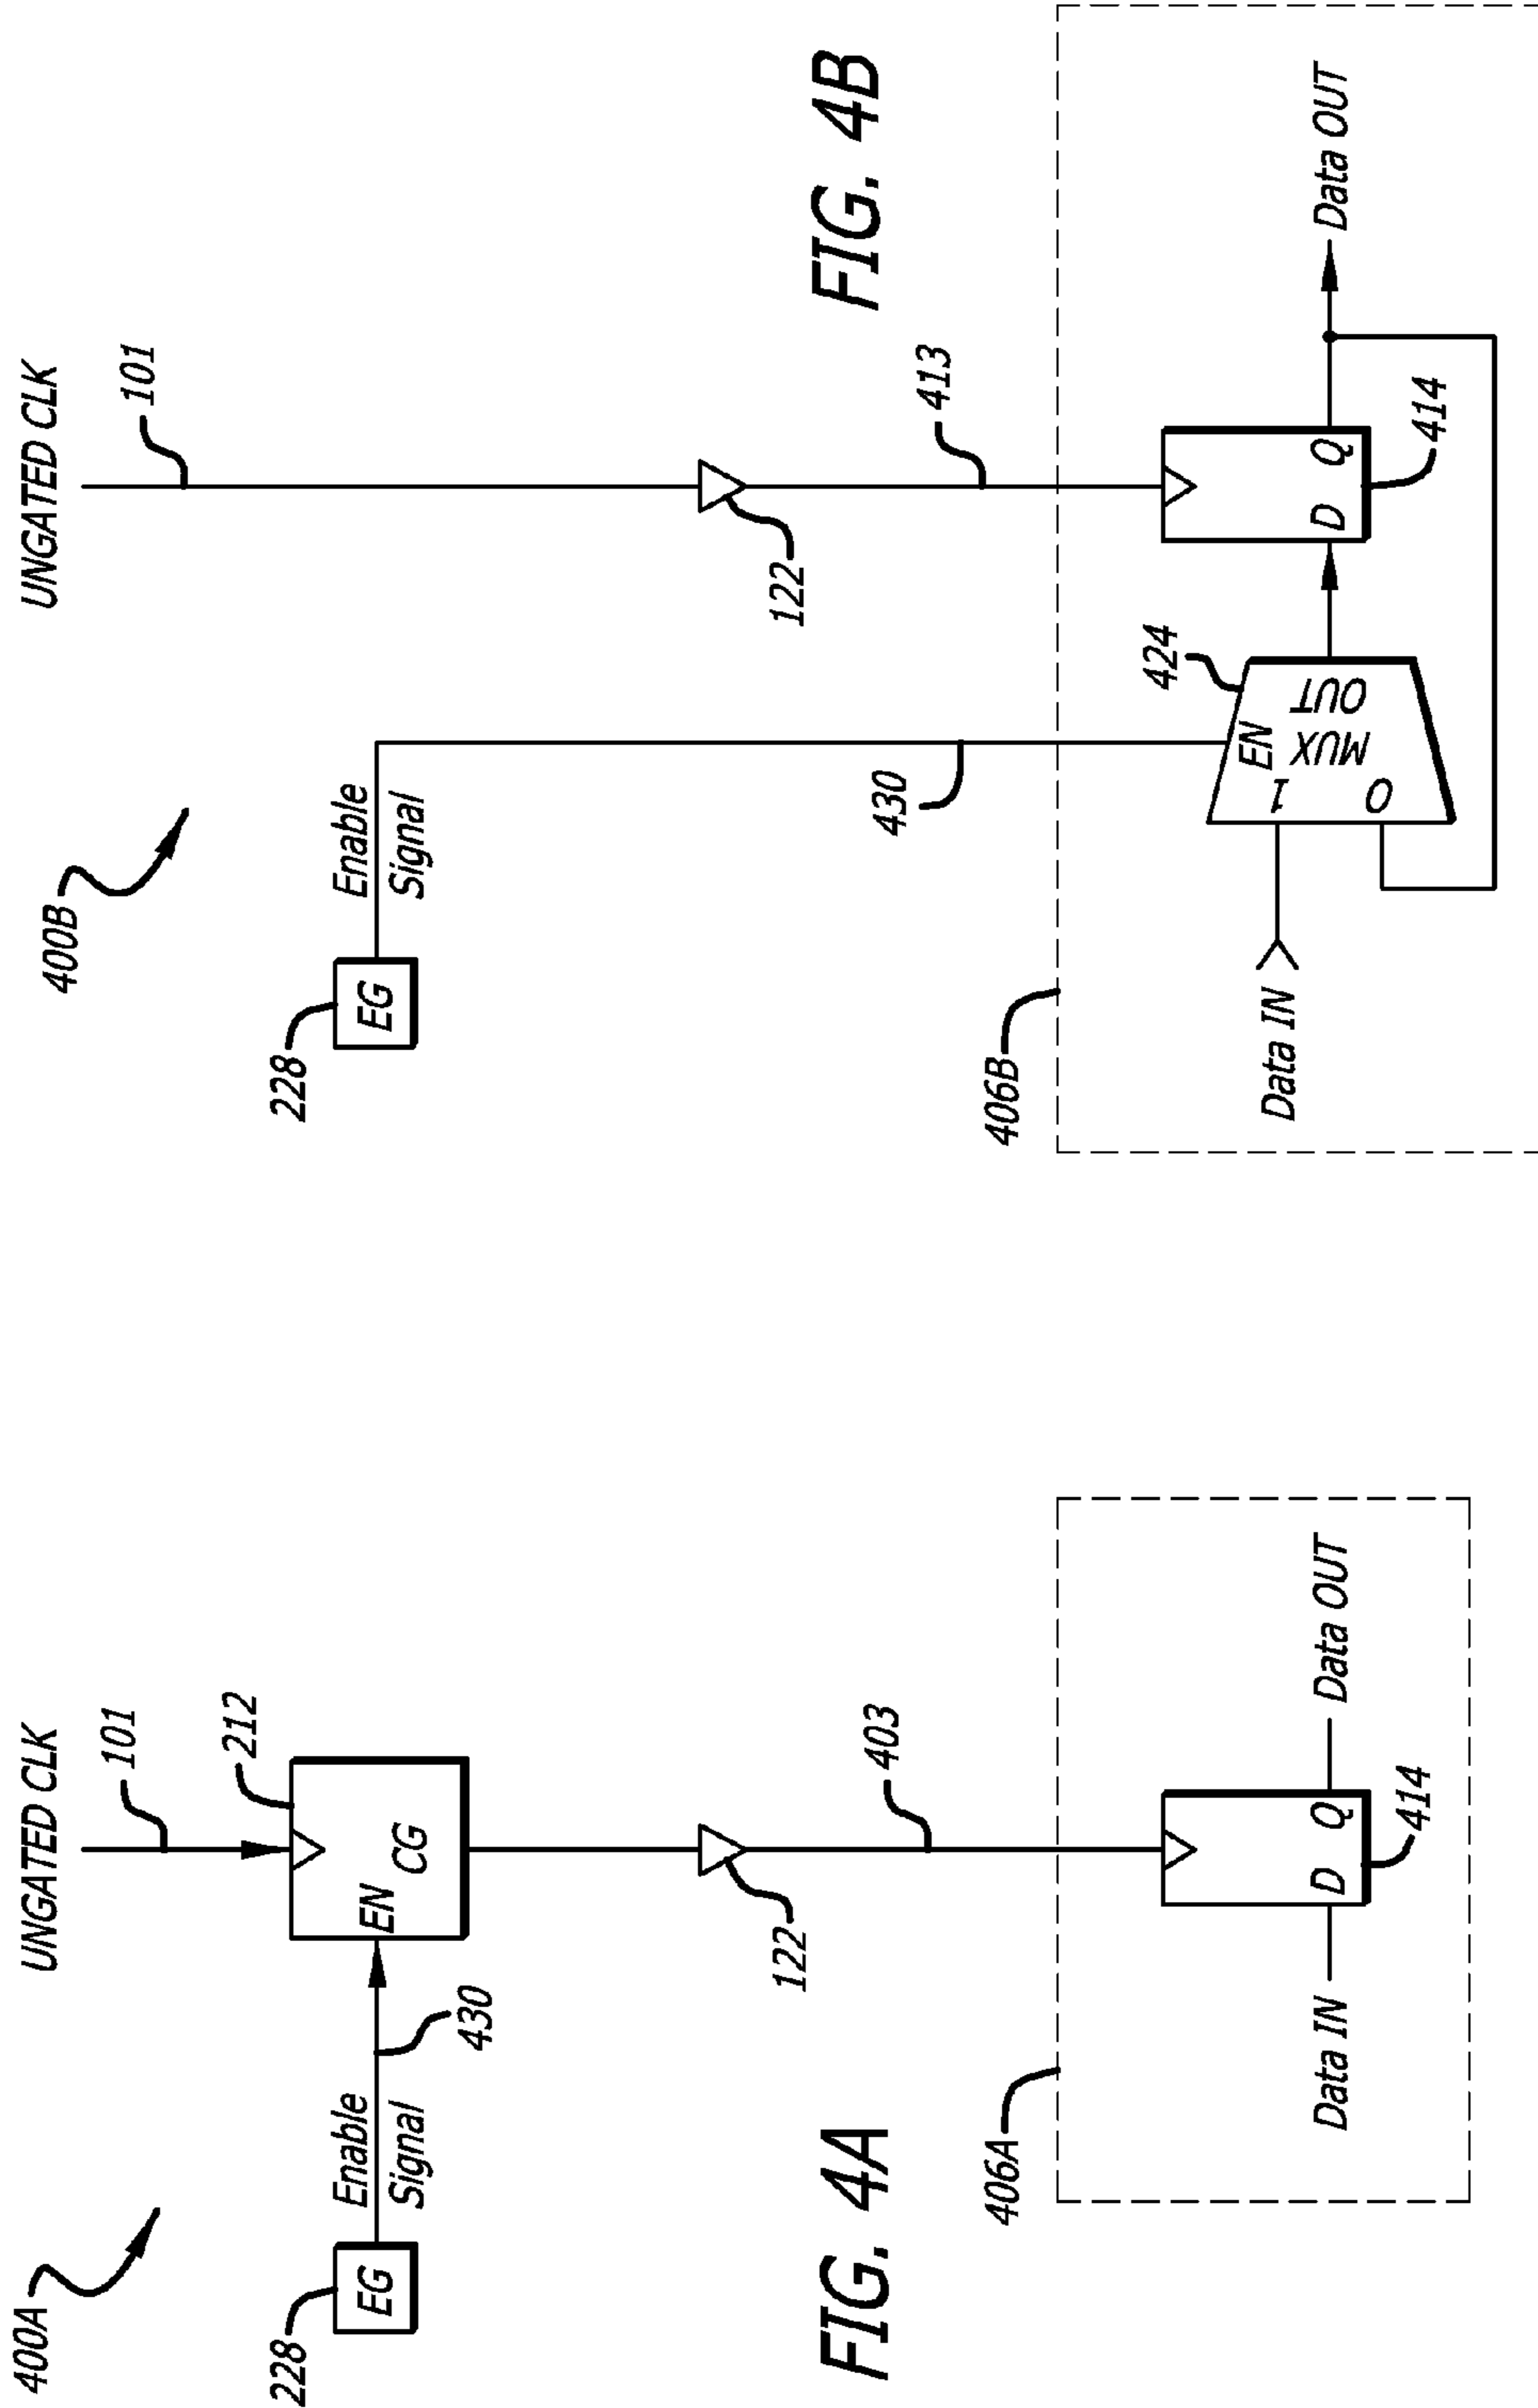 400A
UNGATED CLK
101
212
228
EG
Enable
Signal
430
EN
CG
122
403
FIG. 4A
406A
Data IN
D
Q
Data OUT
414
400B
UNGATED CLK
101
228
EG
Enable
Signal
122
413
FIG. 4B
430
424
406B
Data IN
1
0
EN
MUX
OUT
D
Q
Data OUT
414